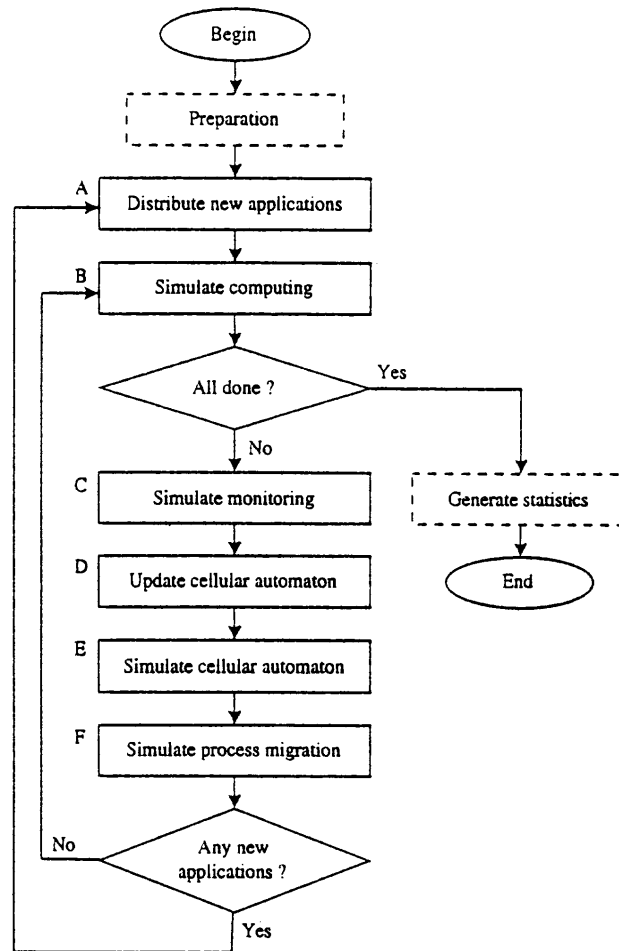 Begin
Preparation
A
Distribute new applications
B
Simulate computing
All done ?
Yes
No
C
Simulate monitoring
Generate statistics
D
Update cellular automaton
End
E
Simulate cellular automaton
F
Simulate process migration
No
Any new
applications ?
Yes